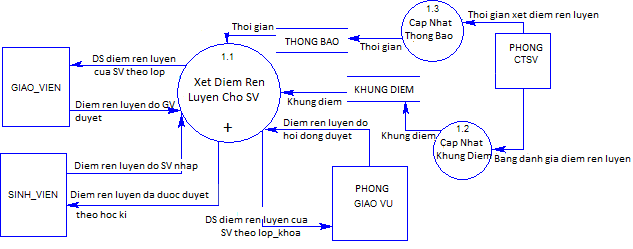 Thoi gian
1.3
Cap Nhat
Thong Bao
Thoi gian xet diem ren luyen
THONG BAO
Thoi gian
PHONG
CTSV
DS diem ren luyen
cua SV theo lop
1.1
Xet Diem Ren
Luyen Cho SV
+
GIAO_VIEN
KHUNG DIEM
Khung diem
Diem ren luyen do GV
duyet
Diem ren luyen do
hoi dong duyet
Khung diem
1.2
Cap Nhat
Khung Diem
Bang danh gia diem ren luyen
Diem ren luyen do SV nhap
SINH_VIEN
Diem ren luyen da duoc duyet
theo hoc ki
PHONG
GIAO VU
DS diem ren luyen cua
SV theo lop_khoa